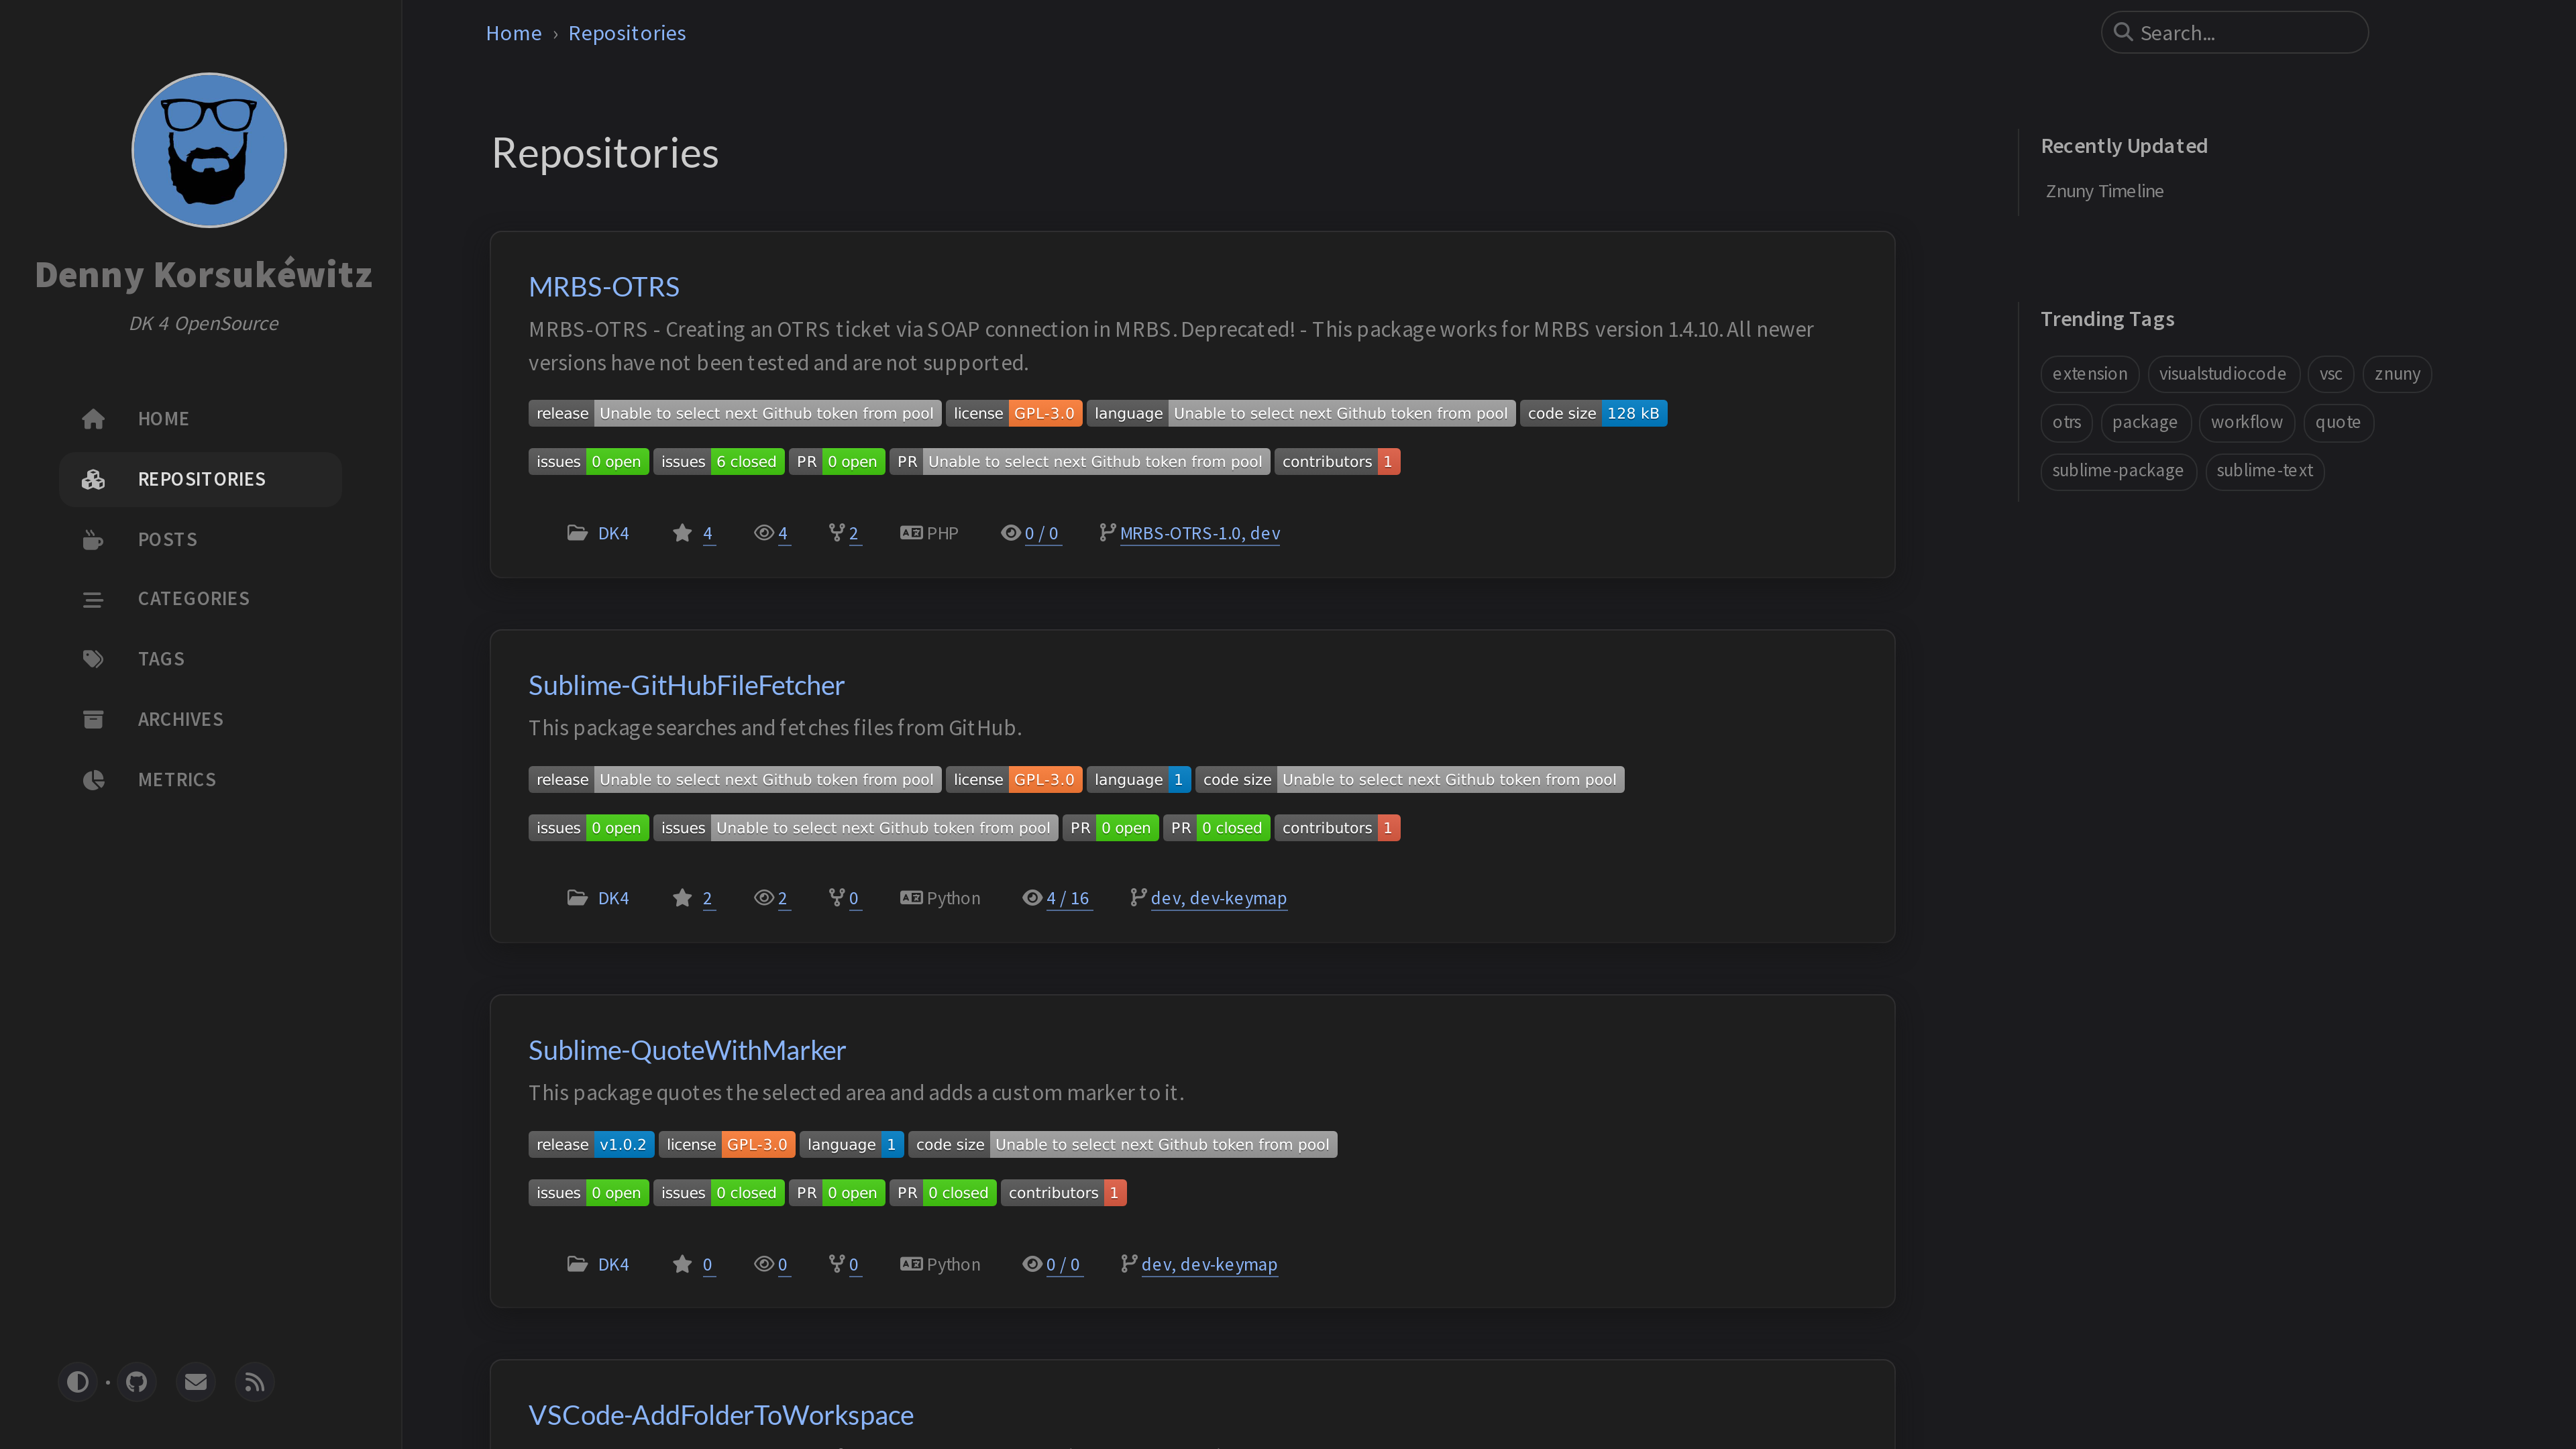 Denny Korsukéwitz
DK 4 OpenSource
HOME
REPOSITORIES
POSTS
CATEGORIES
TAGS
ARCHIVES
METRICS
Home › Repositories
Search...
Repositories
MRBS-OTRS
MRBS-OTRS - Creating an OTRS ticket via SOAP connection in MRBS. Deprecated! - This package works for MRBS version 1.4.10. All newer
versions have not been tested and are not supported.
release Unable to select next Github token from pool license GPL-3.0 language Unable to select next Github token from pool code size 128 kB
issues 0 open issues 6 closed PR 0 open PR Unable to select next Github token from pool contributors 1
DK4 4 4 2 PHP 0 / 0 MRBS-OTRS-1.0, dev
Sublime-GitHubFileFetcher
This package searches and fetches files from GitHub.
release Unable to select next Github token from pool license GPL-3.0 language 1 code size Unable to select next Github token from pool
issues 0 open issues Unable to select next Github token from pool PR 0 open PR 0 closed contributors 1
DK4 2 2 0 Python 4 / 16 dev, dev-keymap
Sublime-QuoteWithMarker
This package quotes the selected area and adds a custom marker to it.
release v1.0.2 license GPL-3.0 language 1 code size Unable to select next Github token from pool
issues 0 open issues 0 closed PR 0 open PR 0 closed contributors 1
DK4 0 0 0 Python 0 / 0 dev, dev-keymap
VSCode-AddFolderToWorkspace
Recently Updated
Znuny Timeline
Trending Tags
extension visualstudiocode vsc znuny
otrs package workflow quote
sublime-package sublime-text